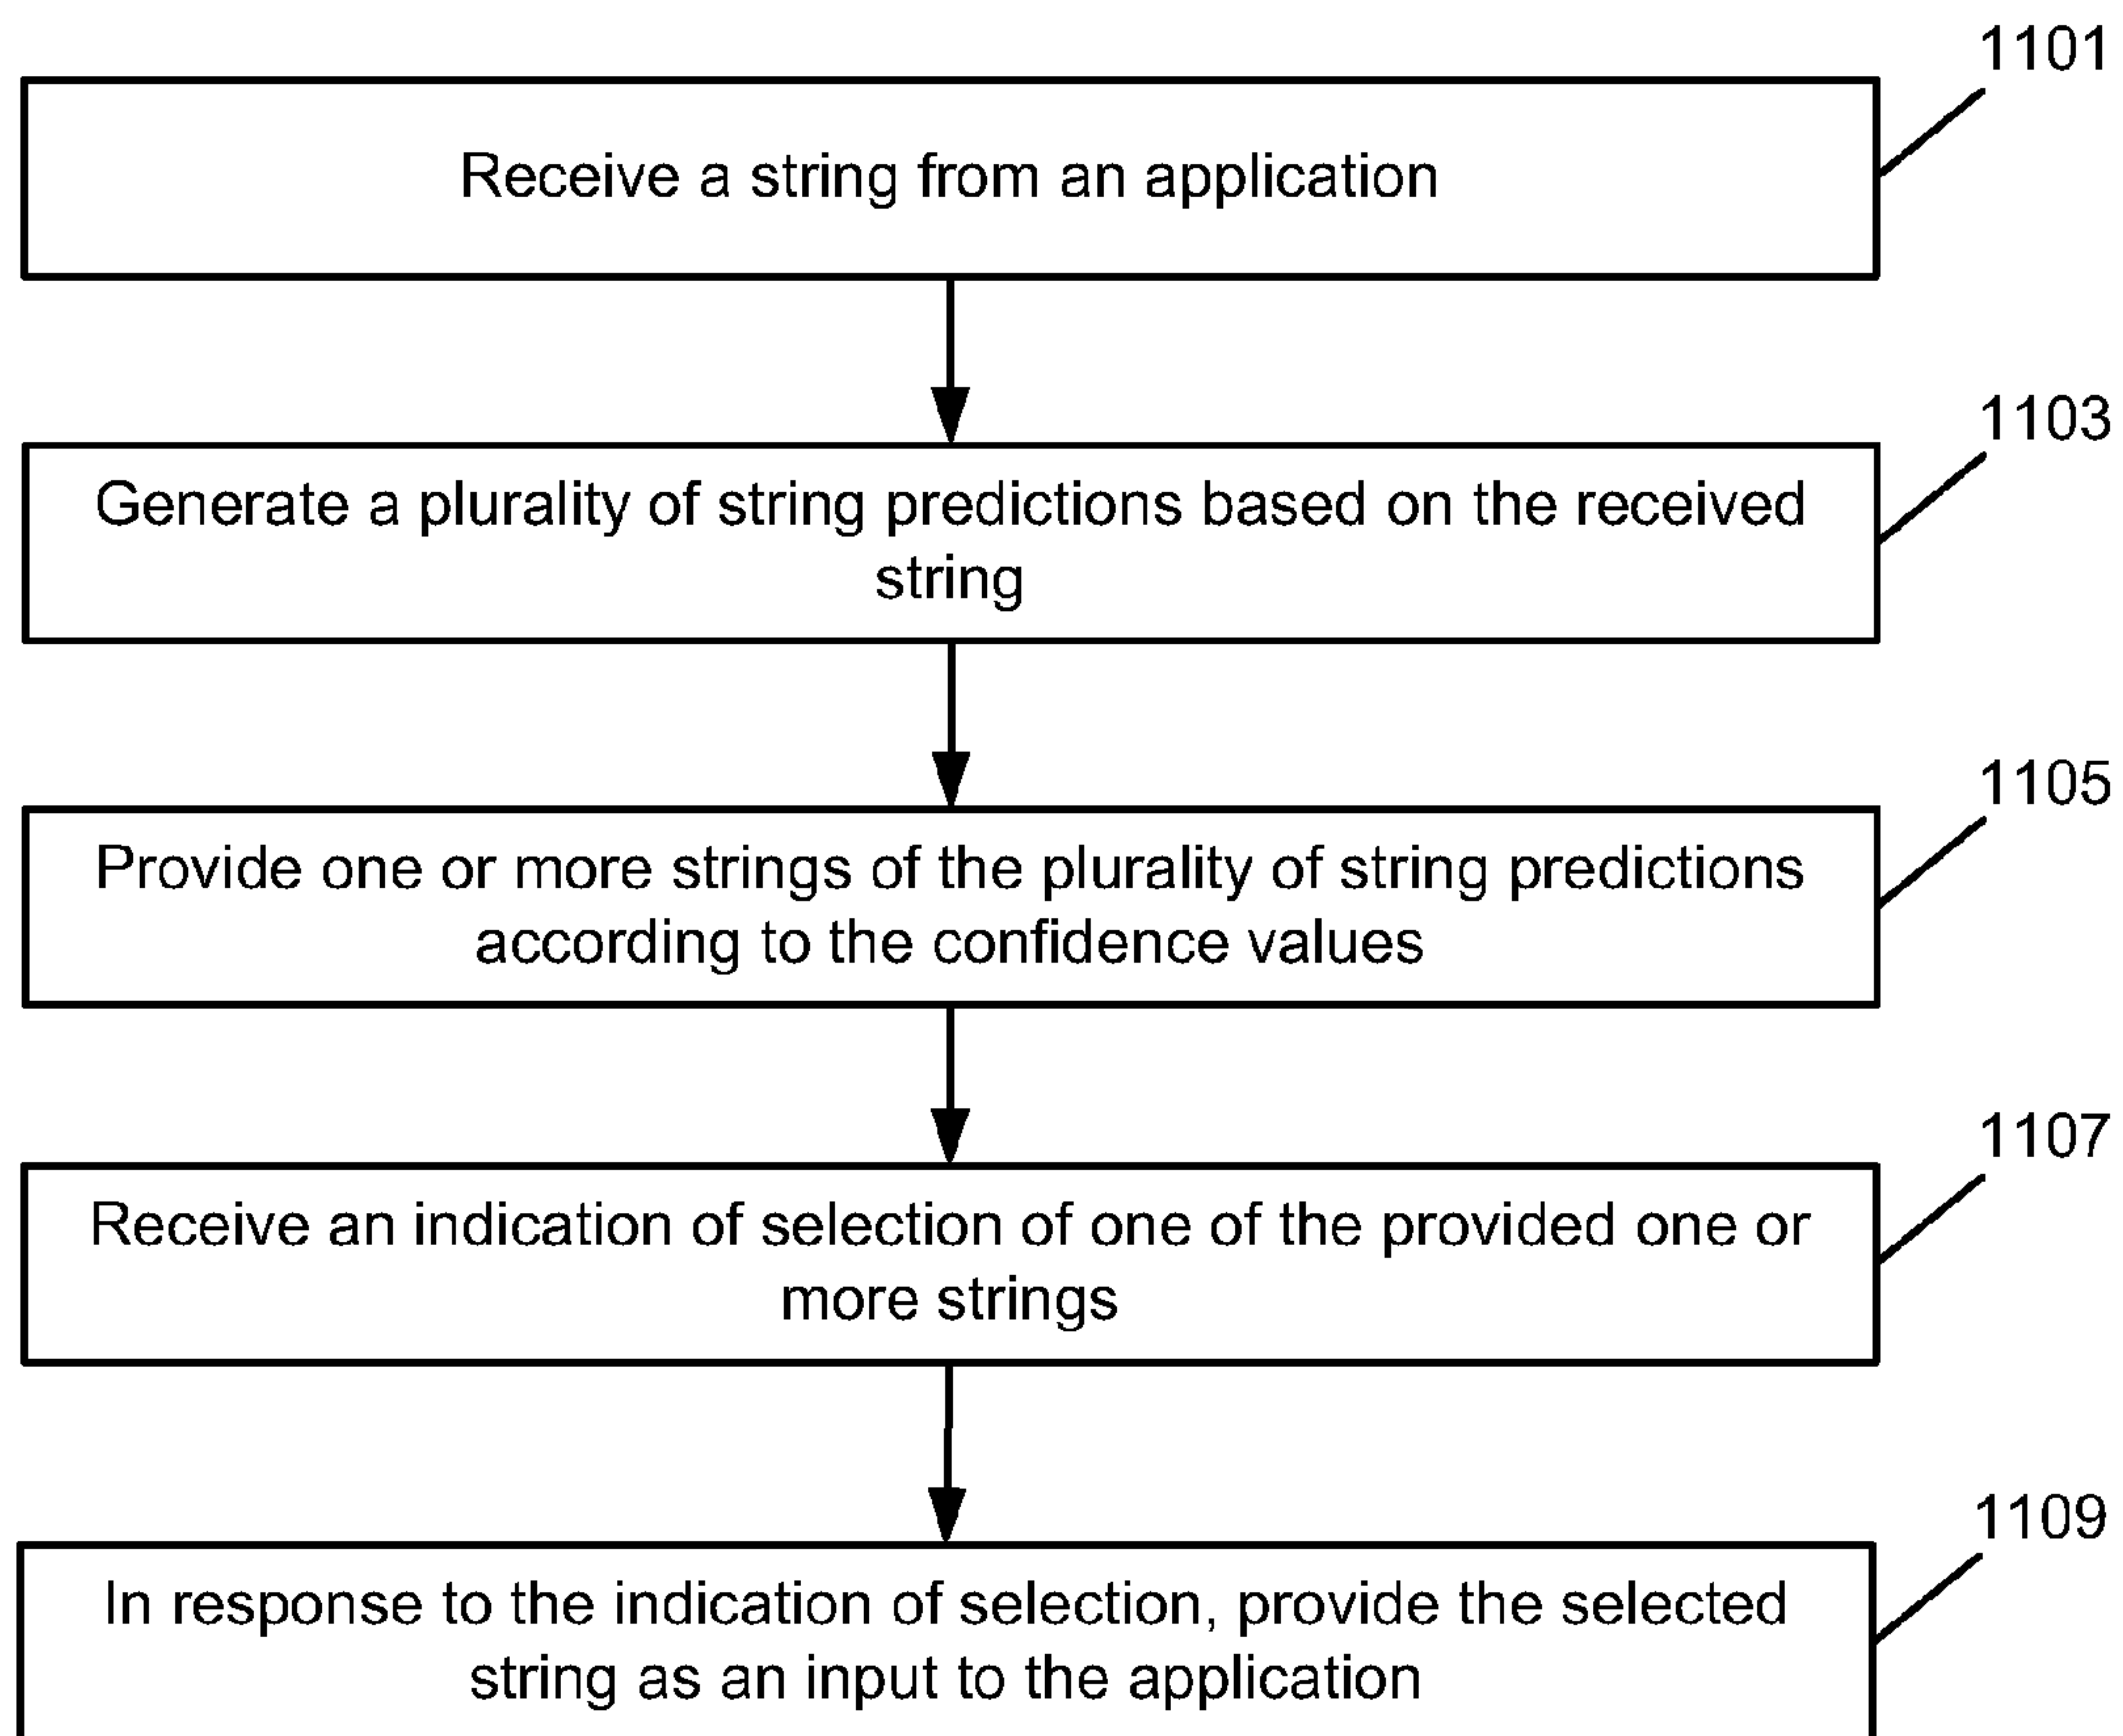 1101
Receive a string from an application
1103
Generate a plurality of string predictions based on the received
string
1105
Provide one or more strings of the plurality of string predictions
according to the confidence values
1107
Receive an indication of selection of one of the provided one or
more strings
1109
In response to the indication of selection, provide the selected
string as an input to the application